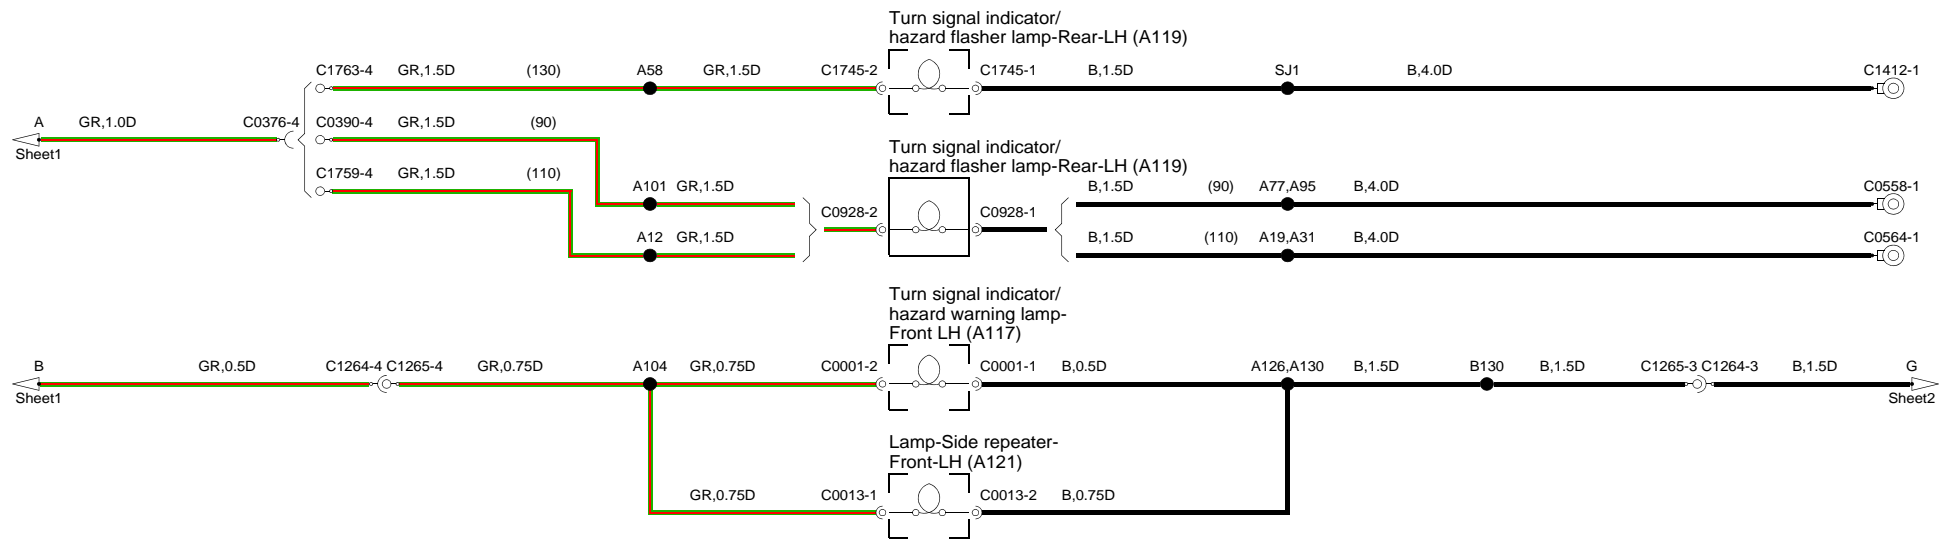 Turn signal indicator/
hazard flasher lamp-Rear-LH (A119)
C1763-4 GR,1.5D (130) A58 GR,1.5D C1745-2 C1745-1 B,1.5D SJ1 B,4.0D C1412-1
A GR,1.0D C0376-4 C0390-4 GR,1.5D (90)
Sheet1
Turn signal indicator/
hazard flasher lamp-Rear-LH (A119)
C1759-4 GR,1.5D (110)
A101 GR,1.5D B,1.5D (90) A77,A95 B,4.0D C0558-1
C0928-2 C0928-1
A12 GR,1.5D B,1.5D (110) A19,A31 B,4.0D C0564-1
Turn signal indicator/
hazard warning lamp-
Front LH (A117)
B GR,0.5D C1264-4 C1265-4 GR,0.75D A104 GR,0.75D C0001-2 C0001-1 B,0.5D A126,A130 B,1.5D B130 B,1.5D C1265-3 C1264-3 B,1.5D G
Sheet1 Sheet2
Lamp-Side repeater-
Front-LH (A121)
GR,0.75D C0013-1 C0013-2 B,0.75D